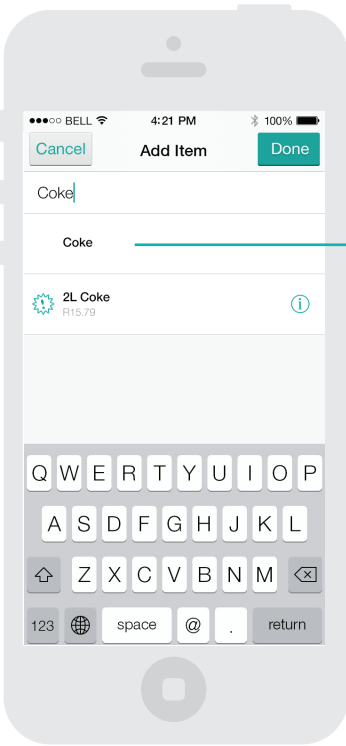 BELL 4:21 PM 100%
Cancel Add Item Done
Coke
Coke
2L Coke
R15.79
Q W E R T Y U I O P
A S D F G H J K L
Z X C V B N M
123 space @ . return